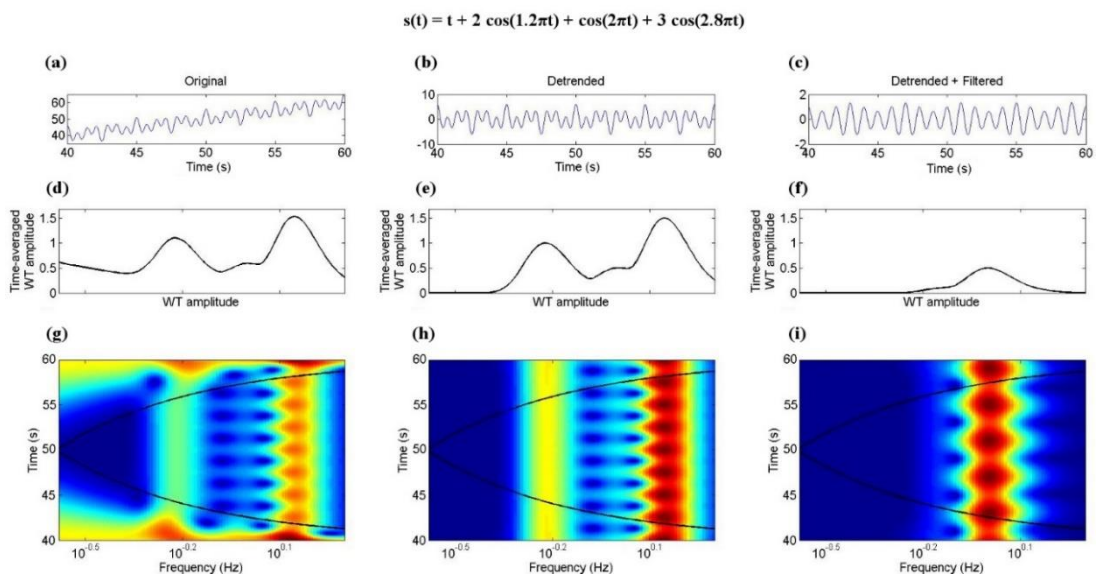 s(t) = t + 2 cos(1.2πt) + cos(2πt) + 3 cos(2.8πt)
(a)
Original
60
50
40
40 45 50 55 60
Time (s)
(b)
Detrended
10
0
-10
40 45 50 55 60
Time (s)
(c)
Detrended + Filtered
2
0
-2
40 45 50 55 60
Time (s)
(d)
Time-averaged
WT amplitude
1.5
1
0.5
0
WT amplitude
(e)
Time-averaged
WT amplitude
1.5
1
0.5
0
WT amplitude
(f)
Time-averaged
WT amplitude
1.5
1
0.5
0
WT amplitude
(g)
Time (s)
60
55
50
45
40
10^-0.5 10^-0.2 10^0.1
Frequency (Hz)
(h)
Time (s)
60
55
50
45
40
10^-0.5 10^-0.2 10^0.1
Frequency (Hz)
(i)
Time (s)
60
55
50
45
40
10^-0.5 10^-0.2 10^0.1
Frequency (Hz)